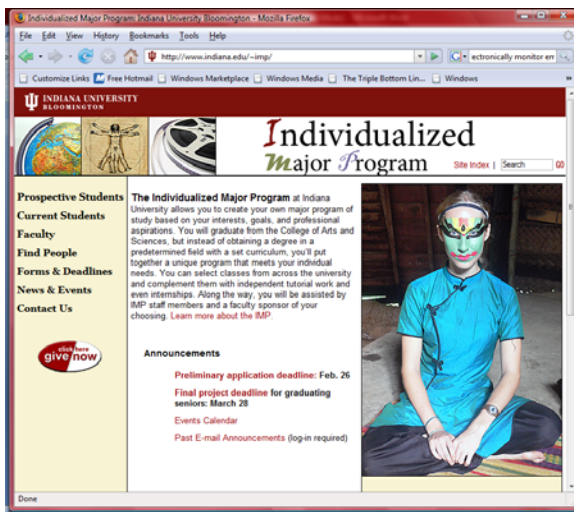 Individualized Major Program: Indiana University Bloomington - Mozilla Firefox
File Edit View History Bookmarks Tools Help
http://www.indiana.edu/~imp/ ectronically monitor em
Customize Links Free Hotmail Windows Marketplace Windows Media The Triple Bottom Lin... Windows
INDIANA UNIVERSITY
BLOOMINGTON
Individualized
Major Program
Site Index | Search GO
Prospective Students
Current Students
Faculty
Find People
Forms & Deadlines
News & Events
Contact Us
click here
give now
The Individualized Major Program at Indiana
University allows you to create your own major program of
study based on your interests, goals, and professional
aspirations. You will graduate from the College of Arts and
Sciences, but instead of obtaining a degree in a
predetermined field with a set curriculum, you'll put
together a unique program that meets your individual
needs. You can select classes from across the university
and complement them with independent tutorial work and
even internships. Along the way, you will be assisted by
IMP staff members and a faculty sponsor of your
choosing. Learn more about the IMP.
Announcements
Preliminary application deadline: Feb. 26
Final project deadline for graduating
seniors: March 28
Events Calendar
Past E-mail Announcements (log-in required)
Done